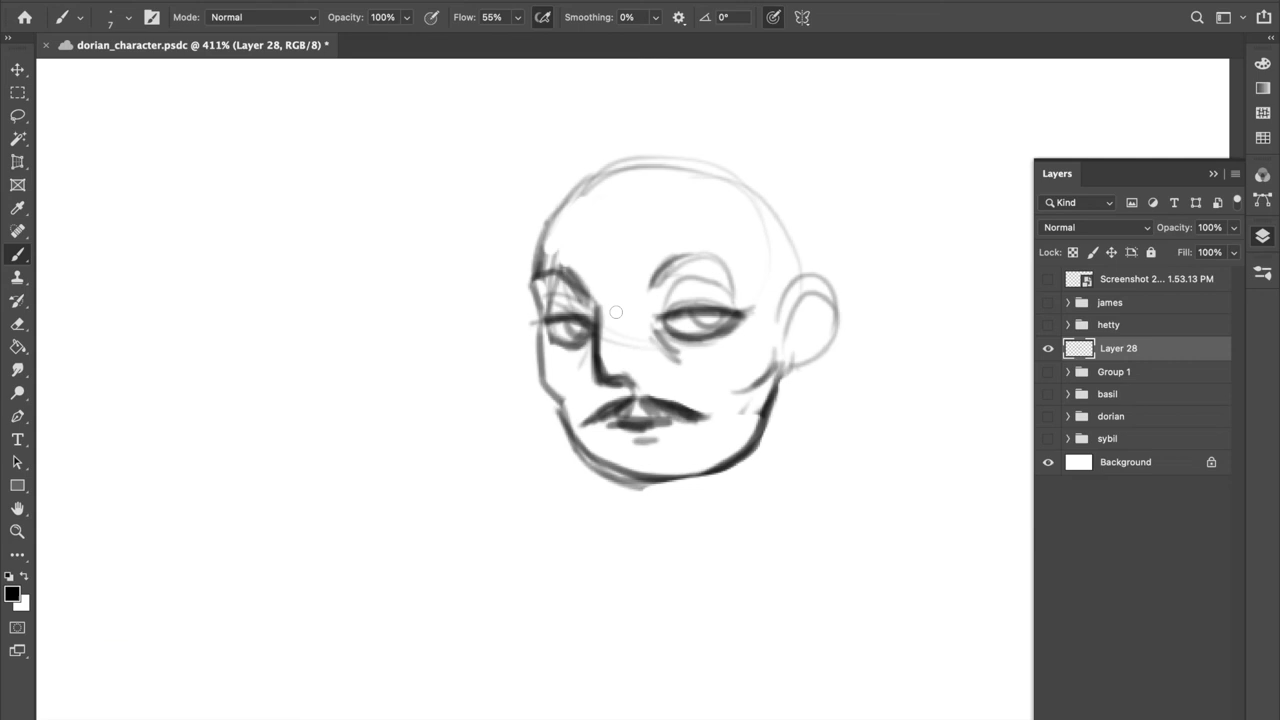 7 Mode: Normal Opacity: 100% Flow: 55% Smoothing: 0% 0°
dorian_character.psdc @ 411% (Layer 28, RGB/8) *
Layers
Kind
Normal Opacity: 100%
Lock: Fill: 100%
Screenshot 2... 1.53.13 PM
james
hetty
Layer 28
Group 1
basil
dorian
sybil
Background